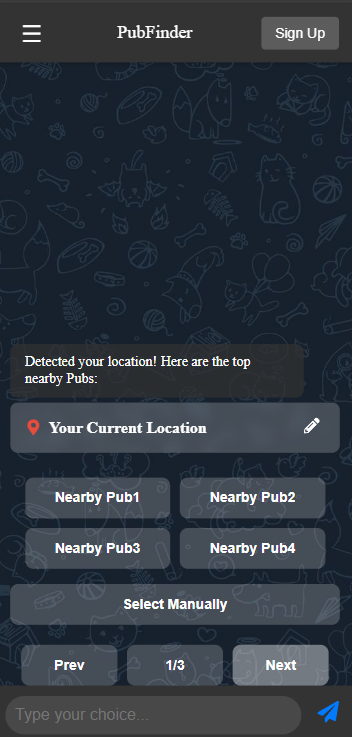 PubFinder
Sign Up
Detected your location! Here are the top
nearby Pubs:
Your Current Location
Nearby Pub1
Nearby Pub2
Nearby Pub3
Nearby Pub4
Select Manually
Prev
1/3
Next
Type your choice...